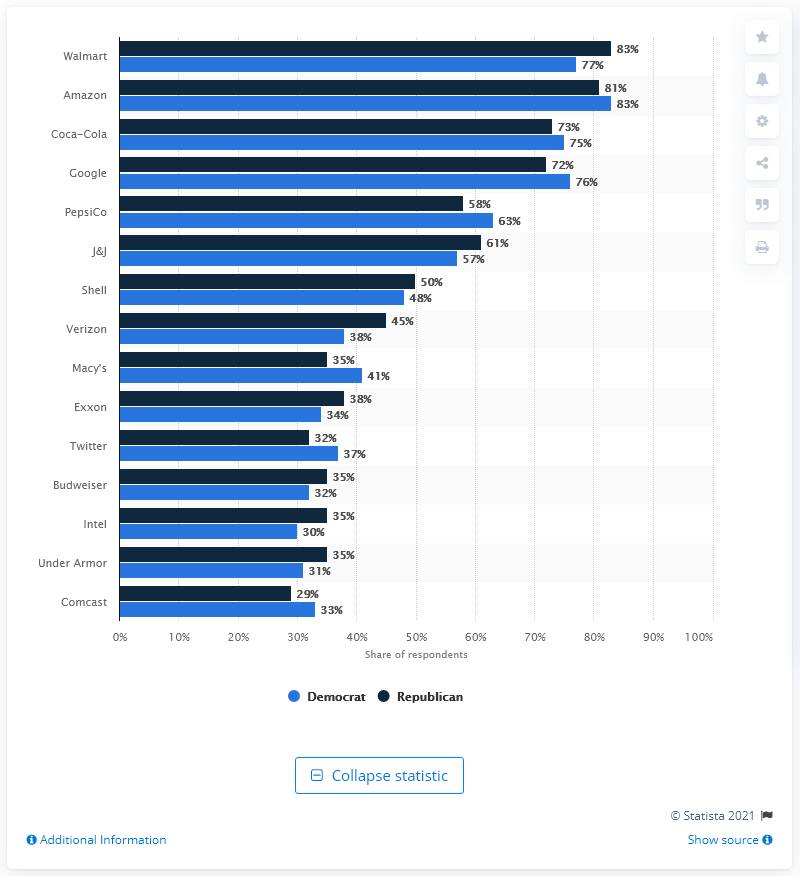 Walmart
83%
77%
Amazon
81%
83%
Coca-Cola
73%
75%
Google
72%
76%
PepsiCo
58%
63%
J&J
61%
57%
Shell
50%
48%
Verizon
45%
38%
Macy's
35%
41%
Exxon
38%
34%
Twitter
32%
37%
Budweiser
35%
32%
Intel
35%
30%
Under Armor
35%
31%
Comcast
29%
33%
0% 10% 20% 30% 40% 50% 60% 70% 80% 90% 100%
Share of respondents
Democrat Republican
Collapse statistic
© Statista 2021
Additional Information Show source